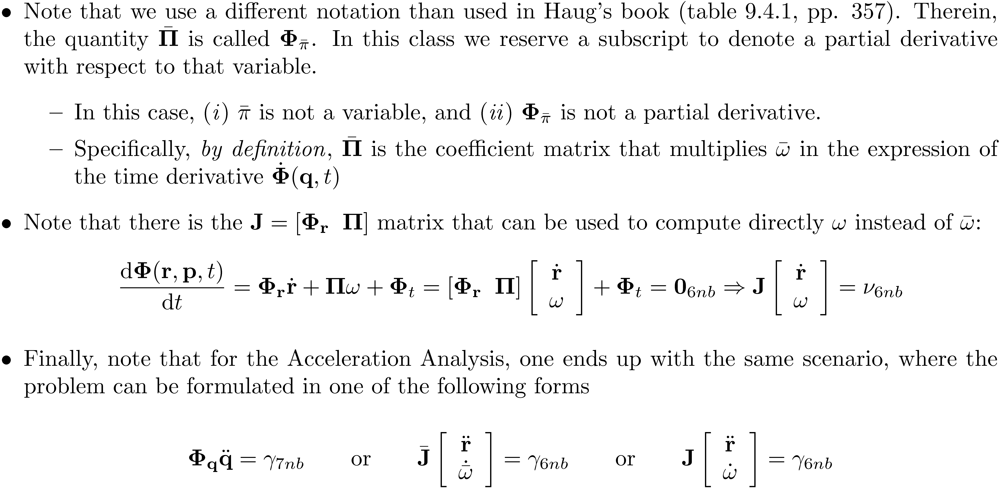 • Note that we use a different notation than used in Haug's book (table 9.4.1, pp. 357). Therein,
the quantity $\bar{\mathbf{\Pi}}$ is called $\mathbf{\Phi}_{\bar{\pi}}$. In this class we reserve a subscript to denote a partial derivative
with respect to that variable.
– In this case, (i) $\bar{\pi}$ is not a variable, and (ii) $\mathbf{\Phi}_{\bar{\pi}}$ is not a partial derivative.
– Specifically, by definition, $\bar{\mathbf{\Pi}}$ is the coefficient matrix that multiplies $\bar{\omega}$ in the expression of
the time derivative $\dot{\mathbf{\Phi}}(\mathbf{q}, t)$
• Note that there is the $\mathbf{J} = [\mathbf{\Phi}_{\mathbf{r}} \;\; \mathbf{\Pi}]$ matrix that can be used to compute directly $\omega$ instead of $\bar{\omega}$:
$\frac{\mathrm{d}\mathbf{\Phi}(\mathbf{r}, \mathbf{p}, t)}{\mathrm{d}t} = \mathbf{\Phi}_{\mathbf{r}}\dot{\mathbf{r}} + \mathbf{\Pi}\omega + \mathbf{\Phi}_t = [\mathbf{\Phi}_{\mathbf{r}} \;\; \mathbf{\Pi}] \begin{bmatrix} \dot{\mathbf{r}} \\ \omega \end{bmatrix} + \mathbf{\Phi}_t = \mathbf{0}_{6nb} \Rightarrow \mathbf{J} \begin{bmatrix} \dot{\mathbf{r}} \\ \omega \end{bmatrix} = \nu_{6nb}$
• Finally, note that for the Acceleration Analysis, one ends up with the same scenario, where the
problem can be formulated in one of the following forms
$\mathbf{\Phi}_{\mathbf{q}}\ddot{\mathbf{q}} = \gamma_{7nb}$ or $\bar{\mathbf{J}} \begin{bmatrix} \ddot{\mathbf{r}} \\ \dot{\bar{\omega}} \end{bmatrix} = \gamma_{6nb}$ or $\mathbf{J} \begin{bmatrix} \ddot{\mathbf{r}} \\ \dot{\omega} \end{bmatrix} = \gamma_{6nb}$